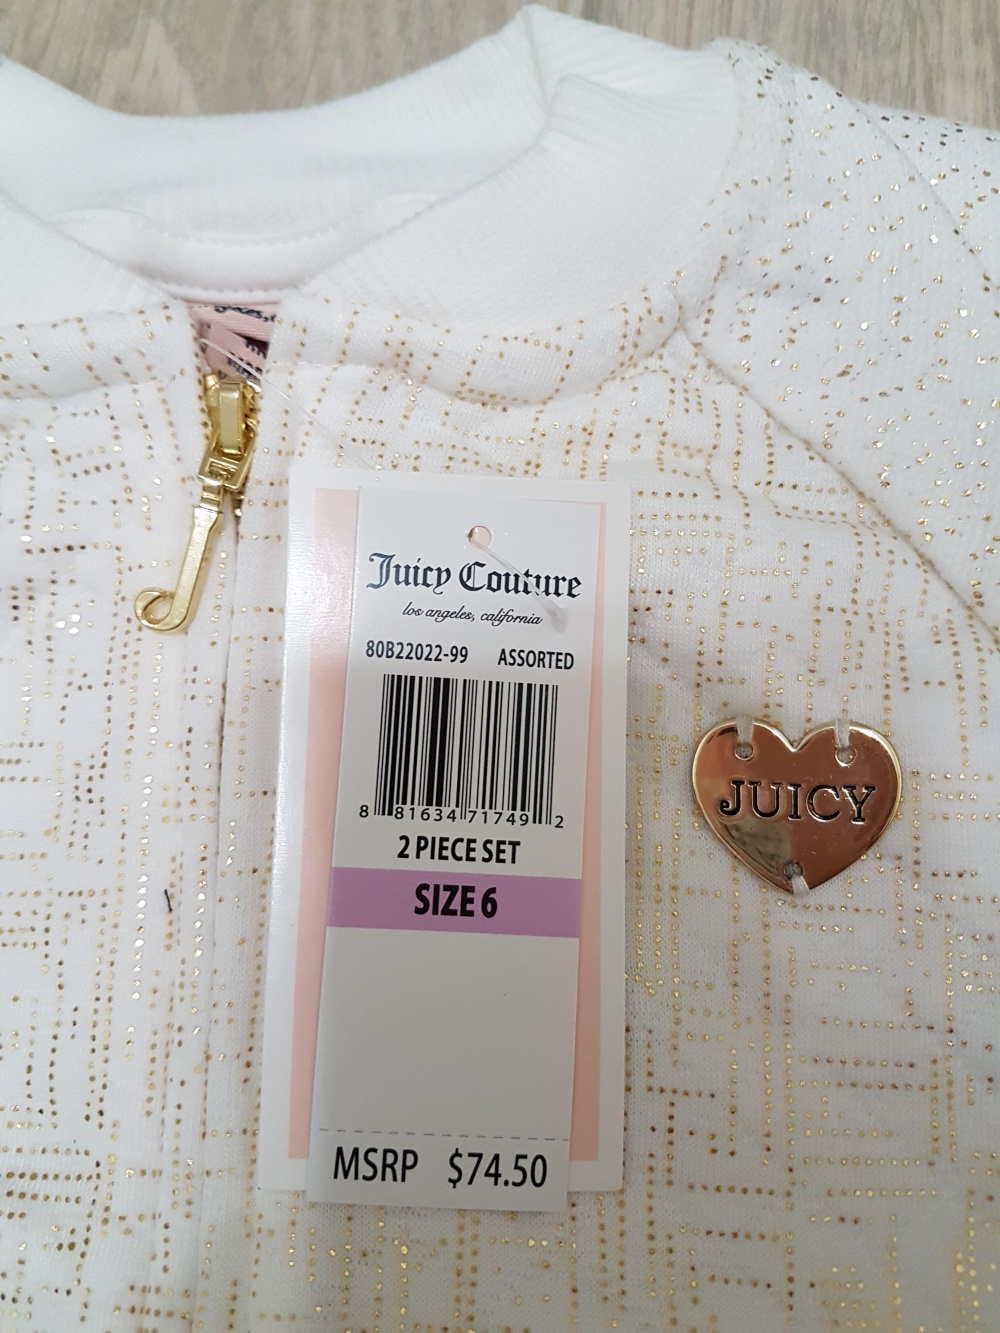 Juicy Couture
los angeles, california
80B22022-99 ASSORTED
8 81634 71749 2
2 PIECE SET
SIZE 6
MSRP $74.50
JUICY